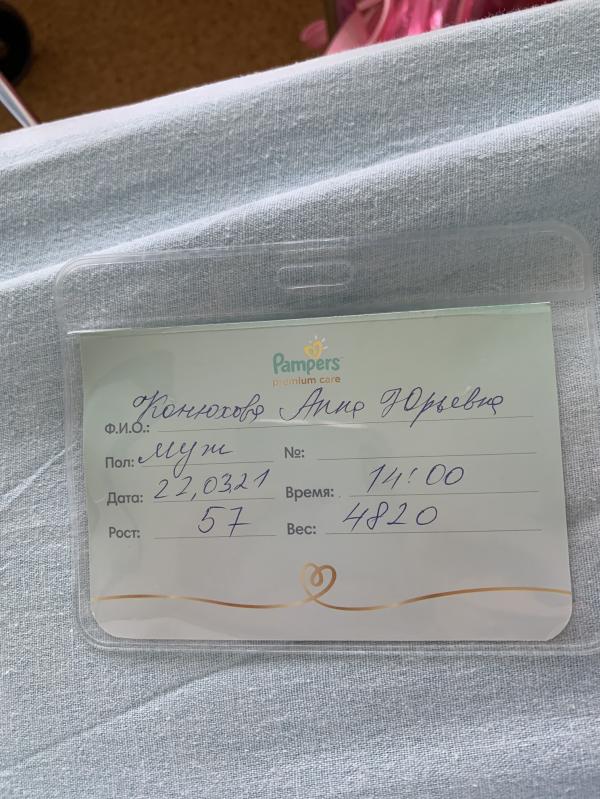 Pampers
premium care
Ф.И.О.: Конюхова Анна Юрьевна
Пол: муж №:
Дата: 22,03.21 Время: 14:00
Рост: 57 Вес: 4820